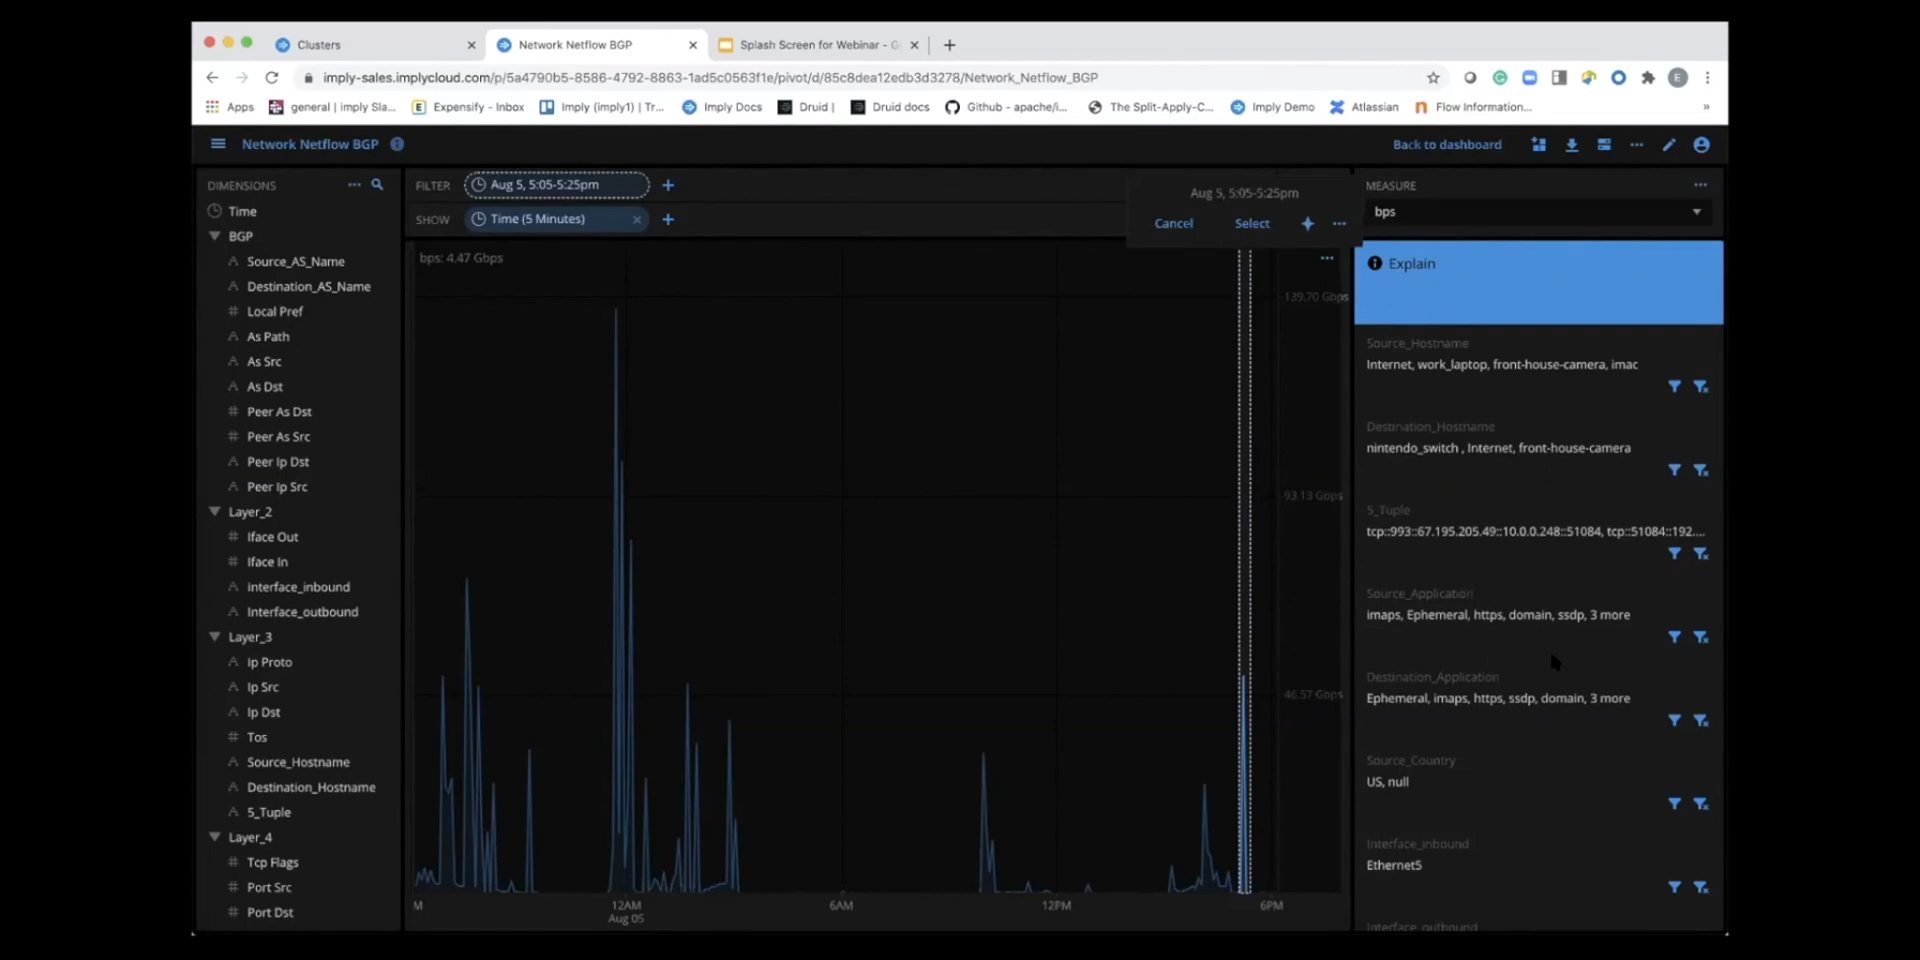 Clusters
Network Netflow BGP
Splash Screen for Webinar - G
imply-sales.implycloud.com/p/5a4790b5-8586-4792-8863-1ad5c0563f1e/pivot/d/85c8dea12edb3d3278/Network_Netflow_BGP
E
Apps
general | imply Sla...
Expensify - Inbox
Imply (imply1) | Tr...
Imply Docs
Druid |
Druid docs
Github - apache/i...
The Split-Apply-C...
Imply Demo
Atlassian
Flow Information...
»
Network Netflow BGP
Back to dashboard
DIMENSIONS
Time
BGP
Source_AS_Name
Destination_AS_Name
Local Pref
As Path
As Src
As Dst
Peer As Dst
Peer As Src
Peer Ip Dst
Peer Ip Src
Layer_2
Iface Out
Iface In
interface_inbound
Interface_outbound
Layer_3
Ip Proto
Ip Src
Ip Dst
Tos
Source_Hostname
Destination_Hostname
5_Tuple
Layer_4
Tcp Flags
Port Src
Port Dst
FILTER
Aug 5, 5:05-5:25pm
SHOW
Time (5 Minutes)
Aug 5, 5:05-5:25pm
Cancel
Select
bps: 4.47 Gbps
139.70 Gbps
93.13 Gbps
46.57 Gbps
M
12AM
Aug 05
6AM
12PM
6PM
MEASURE
bps
Explain
Source_Hostname
Internet, work_laptop, front-house-camera, imac
Destination_Hostname
nintendo_switch , Internet, front-house-camera
5_Tuple
tcp::993::67.195.205.49::10.0.0.248::51084, tcp::51084::192....
Source_Application
imaps, Ephemeral, https, domain, ssdp, 3 more
Destination_Application
Ephemeral, imaps, https, ssdp, domain, 3 more
Source_Country
US, null
Interface_inbound
Ethernet5
Interface_outbound